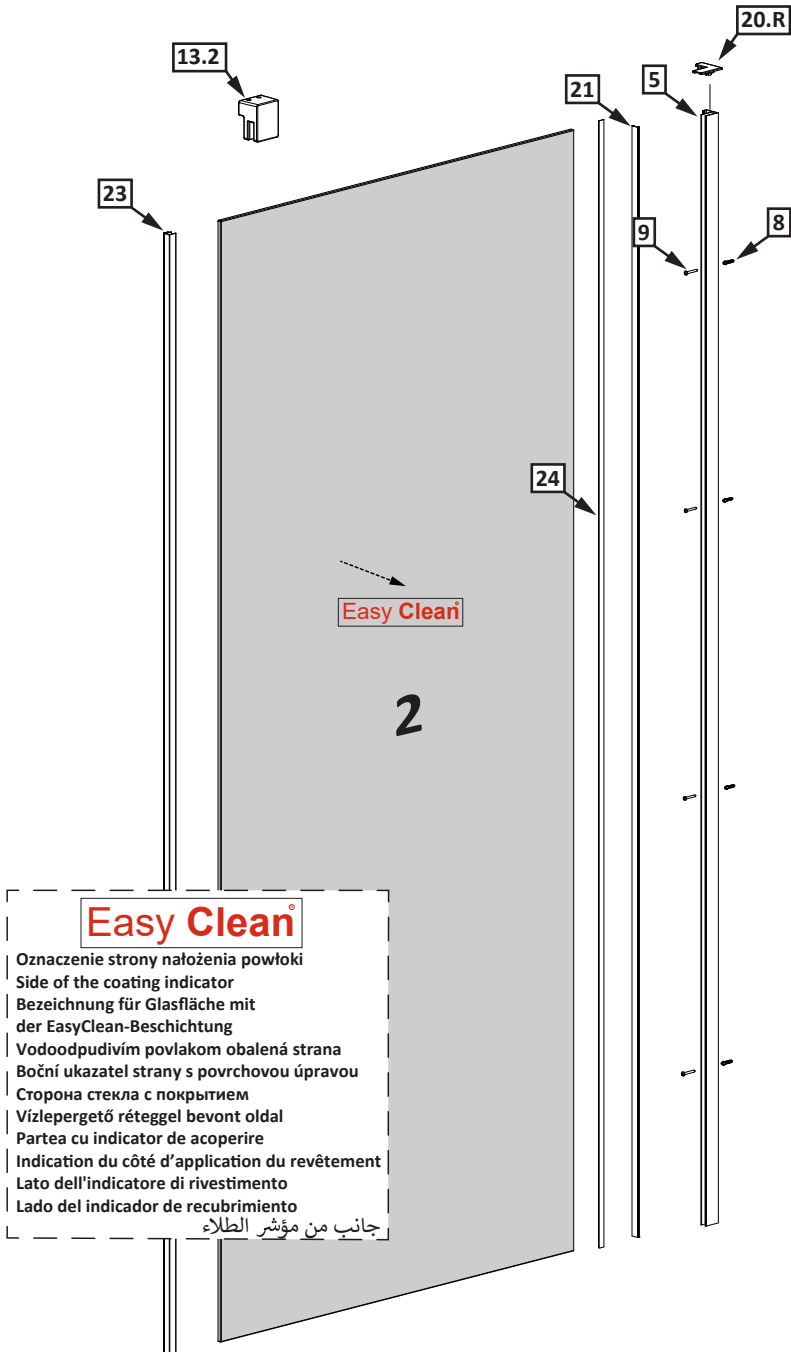 20.R
13.2
5
21
23
8
9
24
Easy Clean®
2
Easy Clean®
Oznaczenie strony nałożenia powłoki
Side of the coating indicator
Bezeichnung für Glasfläche mit
der EasyClean-Beschichtung
Vodoodpudivím povlakom obalená strana
Boční ukazatel strany s povrchovou úpravou
Сторона стекла с покрытием
Vízlepergető réteggel bevont oldal
Partea cu indicator de acoperire
Indication du côté d’application du revêtement
Lato dell'indicatore di rivestimento
Lado del indicador de recubrimiento
جانب من مؤشر الطلاء